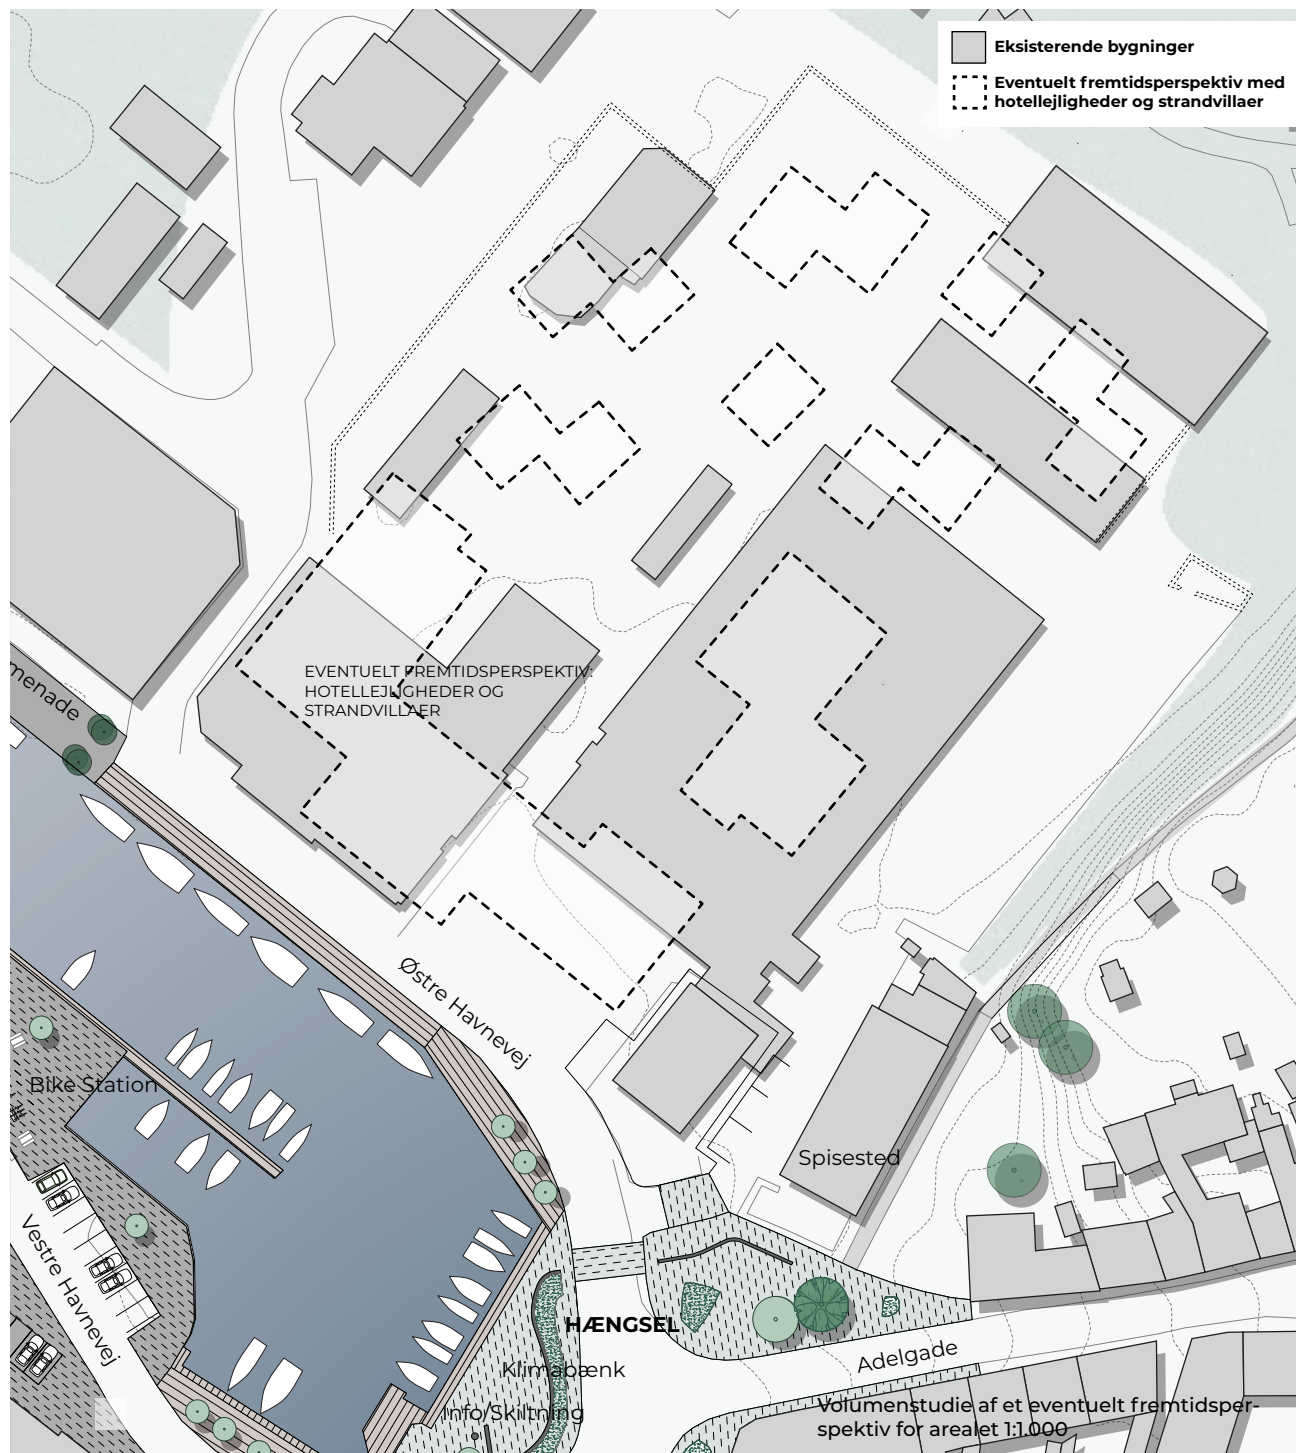 Eksisterende bygninger
Eventuelt fremtidsperspektiv med
hotellejligheder og strandvillaer
EVENTUELT FREMTIDSPERSPEKTIV:
HOTELLEJLIGHEDER OG
STRANDVILLAER
menade
Østre Havnevej
Bike Station
Spisested
Vestre Havnevej
HÆNGSEL
Klimabænk
Adelgade
Info/Skiltning
Volumenstudie af et eventuelt fremtidsper-
spektiv for arealet 1:1.000